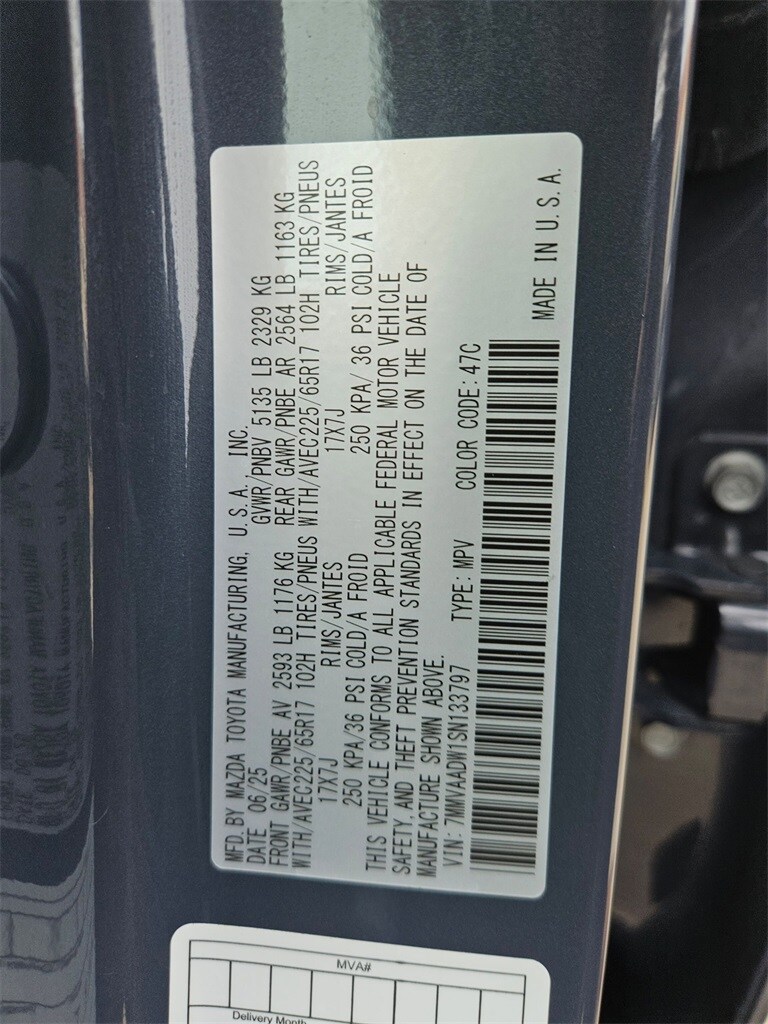 MFD. BY MAZDA TOYOTA MANUFACTURING, U.S.A., INC.
DATE 06/25 GVWR/PNBV 5135 LB 2329 KG
FRONT GAWR/PNBE AV 2593 LB 1176 KG REAR GAWR/PNBE AR 2564 LB 1163 KG
WITH/AVEC225/65R17 102H TIRES/PNEUS WITH/AVEC225/65R17 102H TIRES/PNEUS
17X7J RIMS/JANTES 17X7J RIMS/JANTES
250 KPA/36 PSI COLD/A FROID 250 KPA/ 36 PSI COLD/A FROID
THIS VEHICLE CONFORMS TO ALL APPLICABLE FEDERAL MOTOR VEHICLE
SAFETY, AND THEFT PREVENTION STANDARDS IN EFFECT ON THE DATE OF
MANUFACTURE SHOWN ABOVE.
VIN: 7MMVAADW1SN133797 TYPE: MPV COLOR CODE: 47C
MADE IN U.S.A.
MVA#
Delivery Month